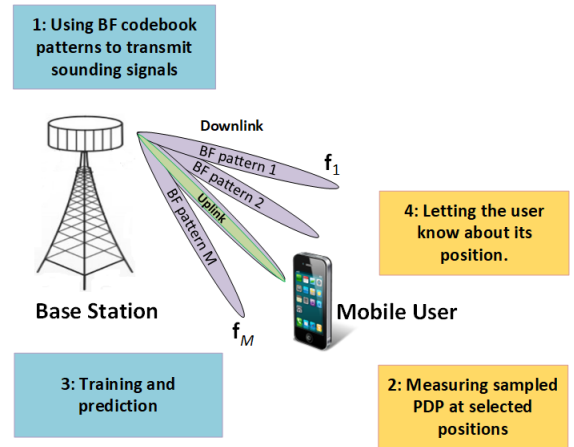 1: Using BF codebook
patterns to transmit
sounding signals
Downlink
BF pattern 1
f1
BF pattern 2
Uplink
BF pattern M
fM
4: Letting the user
know about its
position.
Base Station
Mobile User
3: Training and
prediction
2: Measuring sampled
PDP at selected
positions